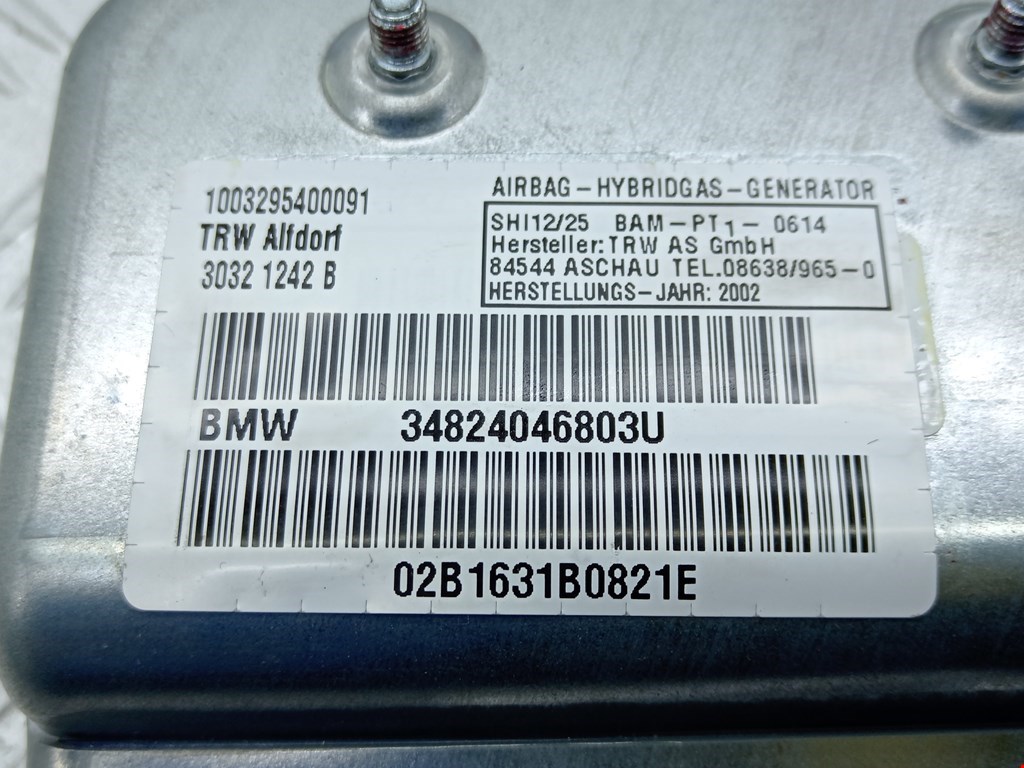 1003295400091
TRW Alfdorf
3032 1242 B
AIRBAG-HYBRIDGAS-GENERATOR
SHI12/25 BAM-PT1- 0614
Hersteller: TRW AS GmbH
84544 ASCHAU TEL.08638/965-0
HERSTELLUNGS-JAHR: 2002
BMW 34824046803U
02B1631B0821E